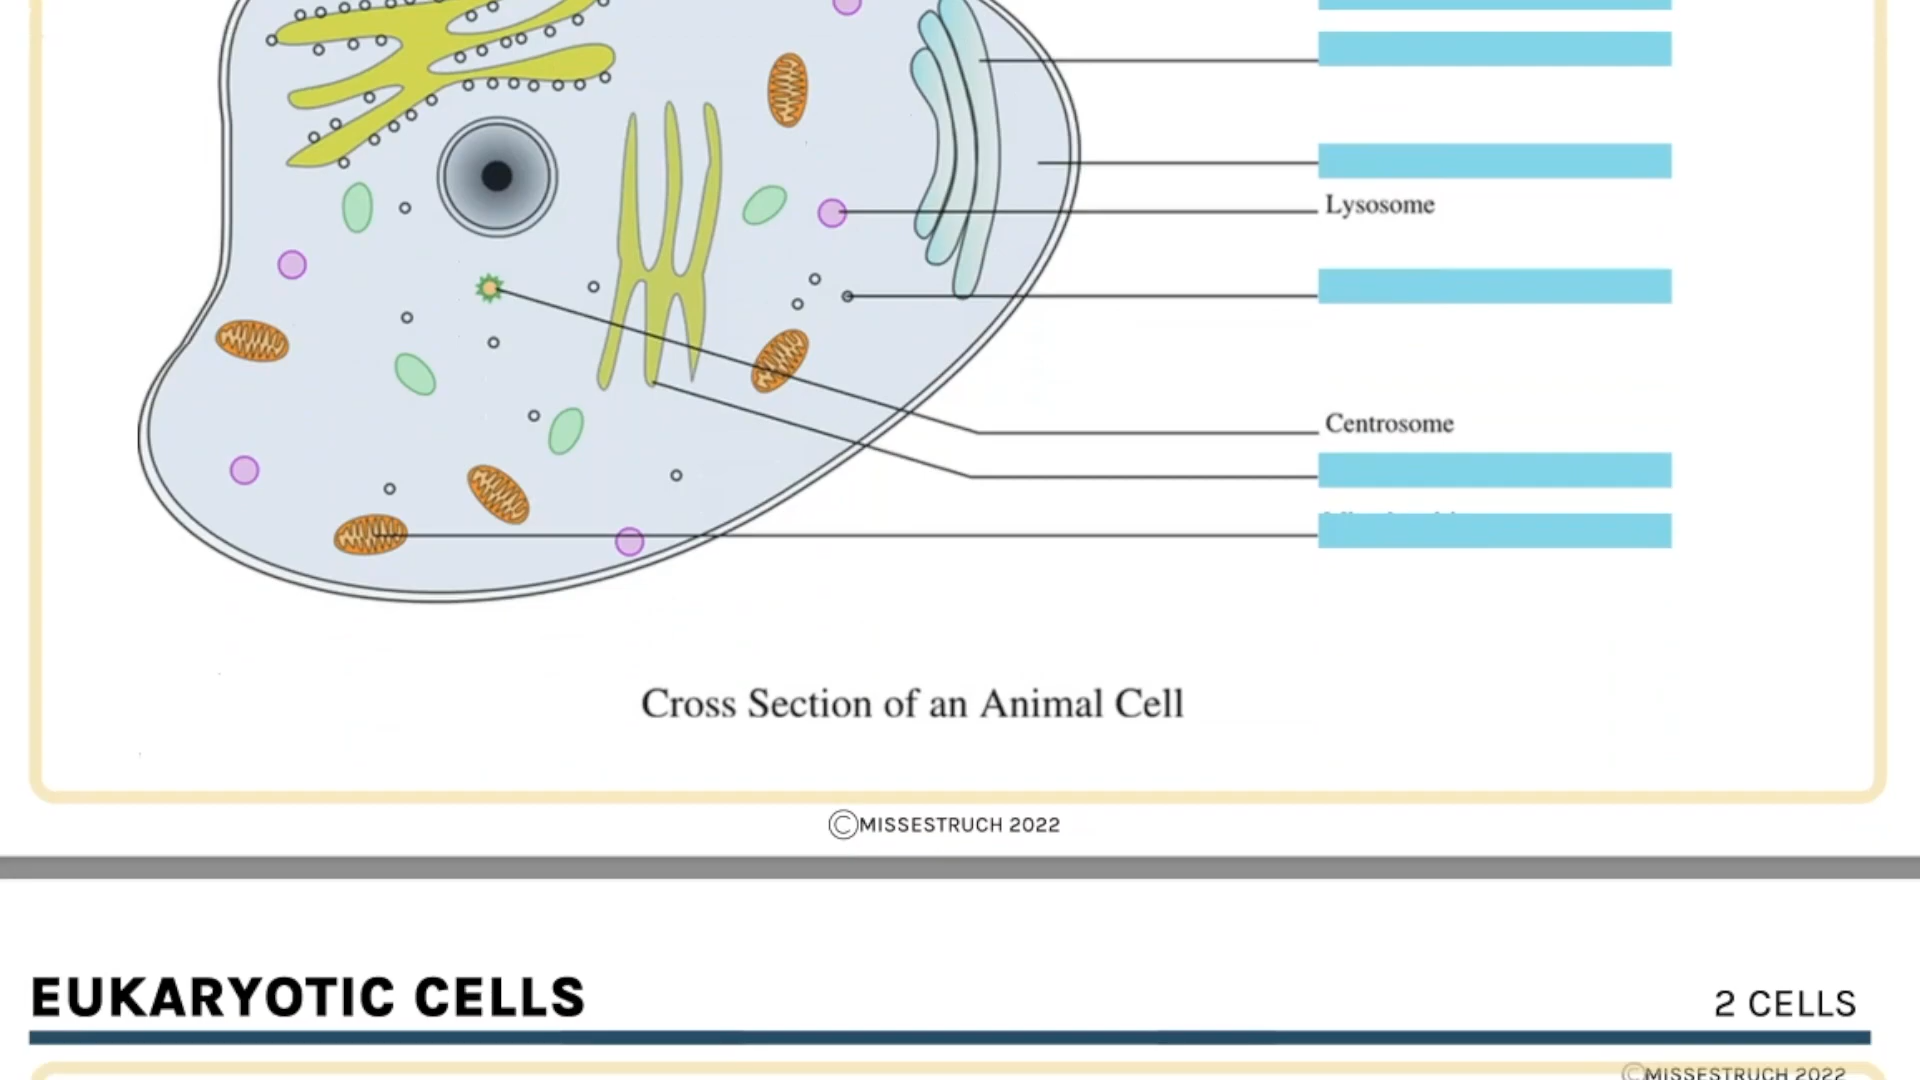 Lysosome
Centrosome
Cross Section of an Animal Cell
©MISSESTRUCH 2022
EUKARYOTIC CELLS
2 CELLS
©MISSESTRUCH 2022